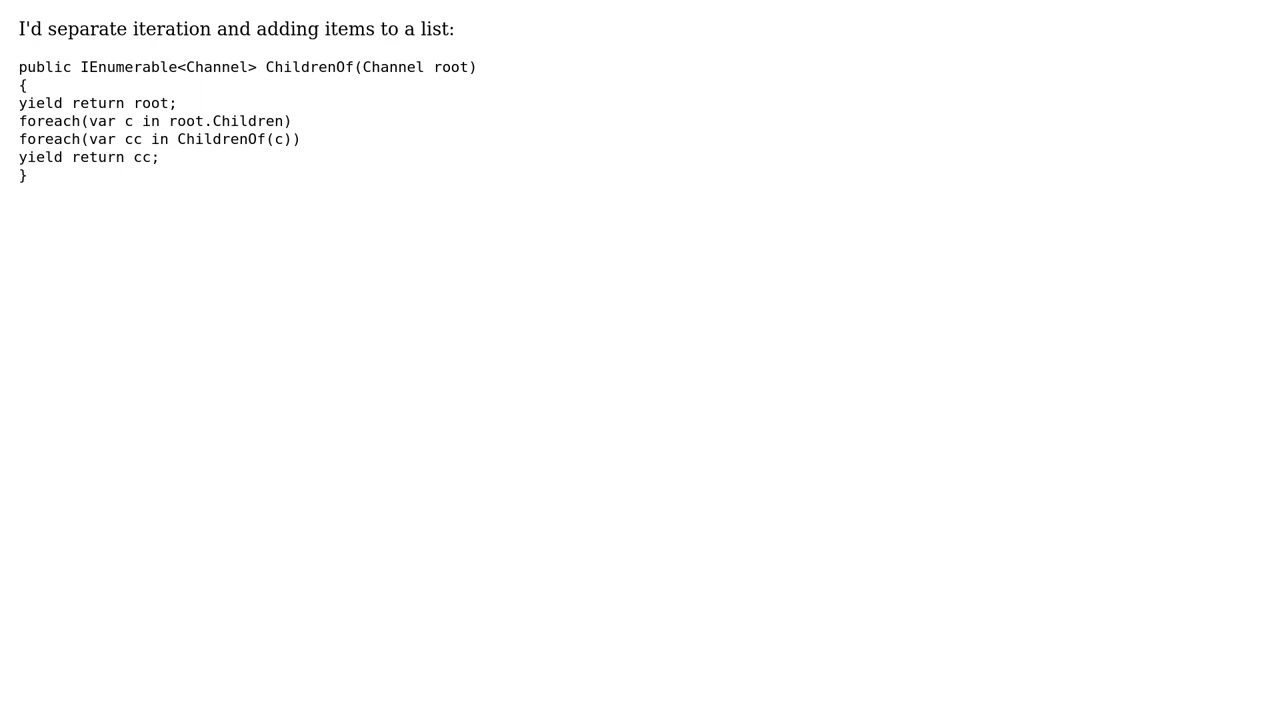 I'd separate iteration and adding items to a list:
public IEnumerable<Channel> ChildrenOf(Channel root)
{
yield return root;
foreach(var c in root.Children)
foreach(var cc in ChildrenOf(c))
yield return cc;
}